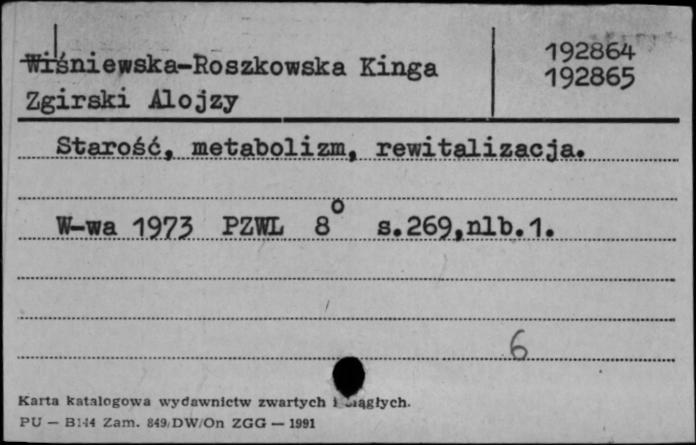 Wiśniewska-Roszkowska Kinga
192864
192865
Zgirski Alojzy
Starość, metabolizm, rewitalizacja.
W-wa 1973 PZWL 8° s.269,nlb.1.
6
Karta katalogowa wydawnictw zwartych i ciągłych.
PU — B144 Zam. 849/DW/On ZGG — 1991